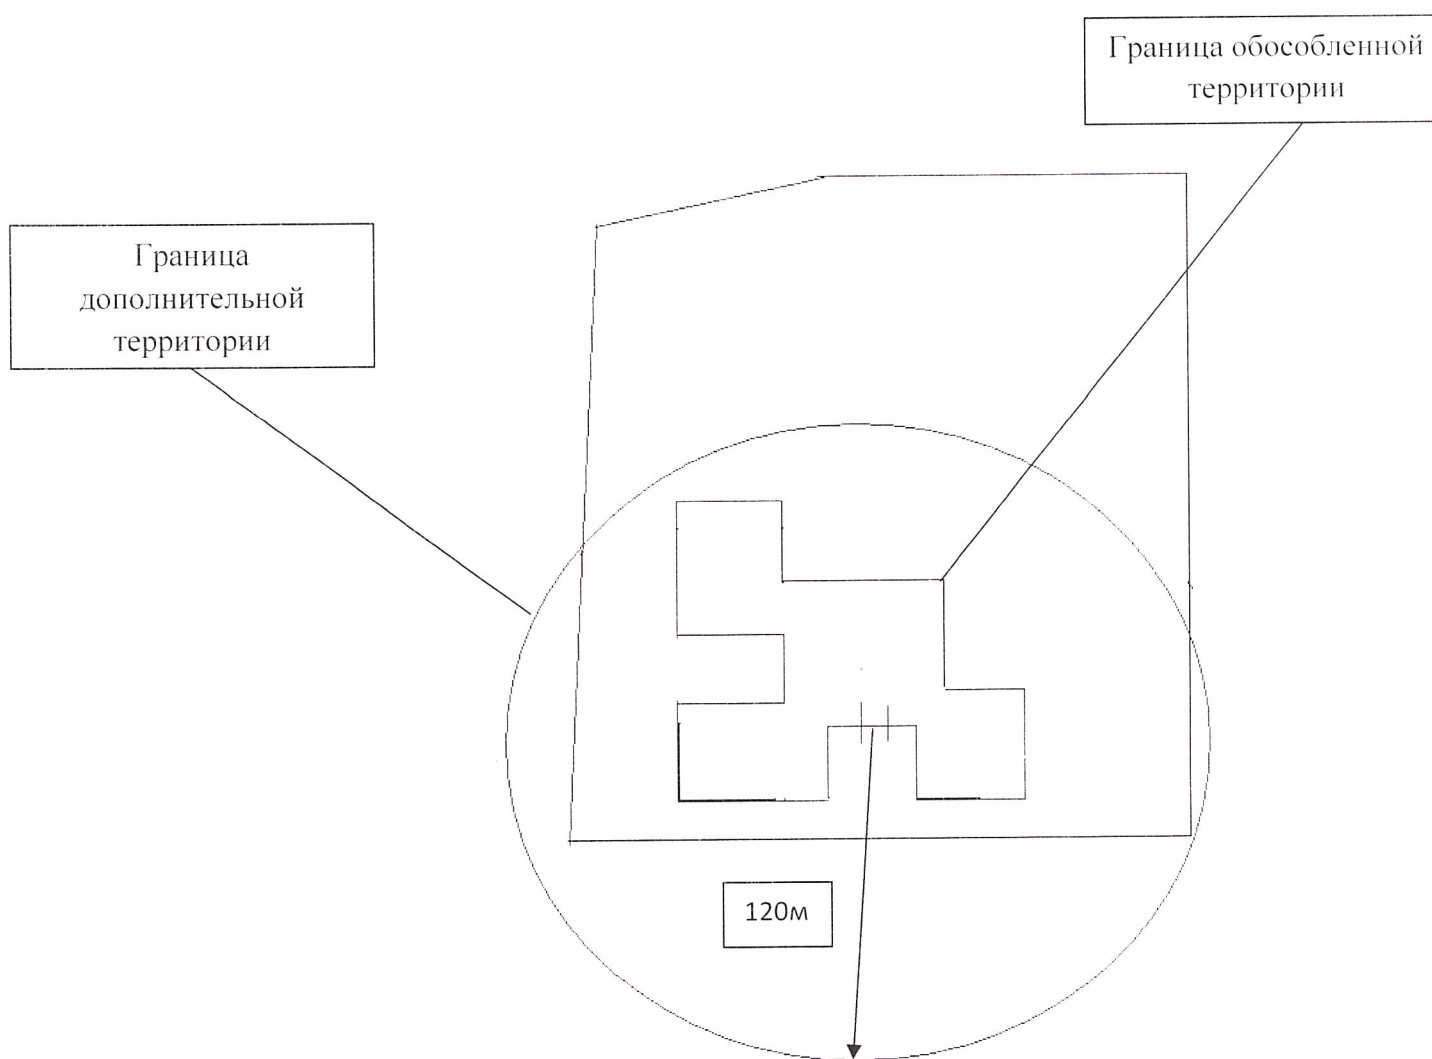 Граница обособленной
территории
Граница
дополнительной
территории
120м